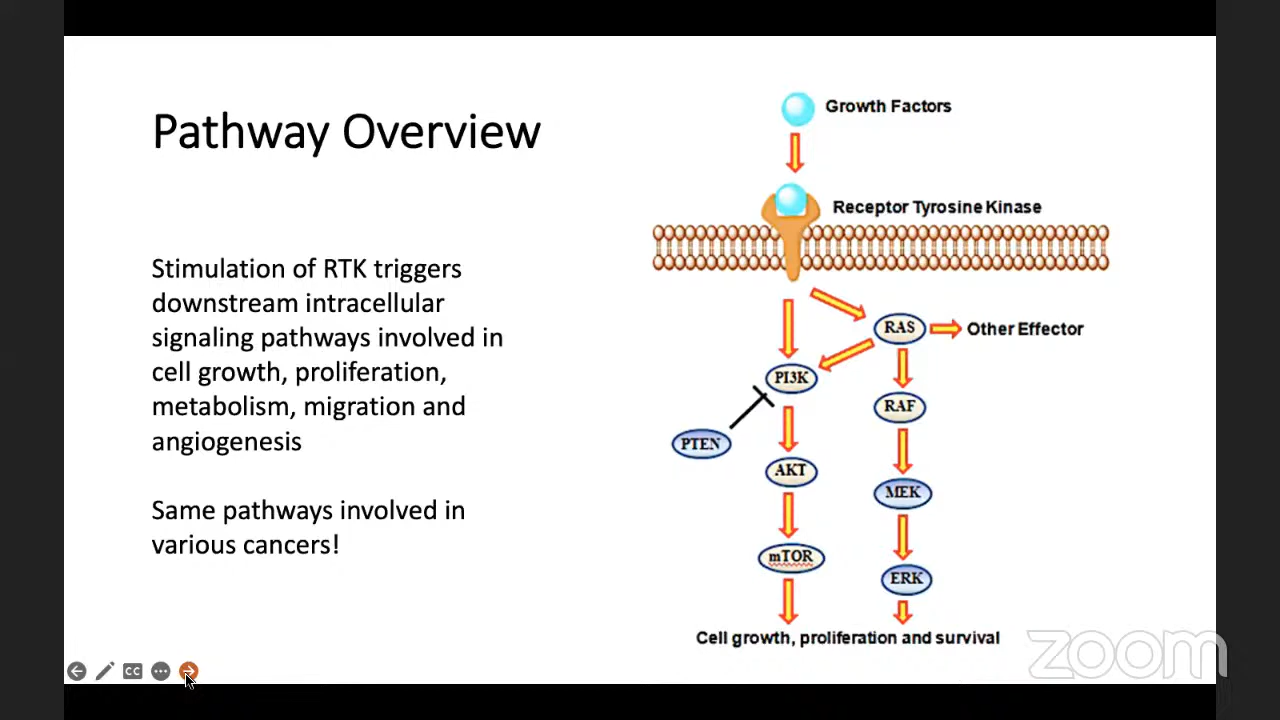 Pathway Overview
Stimulation of RTK triggers
downstream intracellular
signaling pathways involved in
cell growth, proliferation,
metabolism, migration and
angiogenesis
Same pathways involved in
various cancers!
Growth Factors
Receptor Tyrosine Kinase
RAS
Other Effector
PI3K
RAF
PTEN
AKT
MEK
mTOR
ERK
Cell growth, proliferation and survival
CC
zoom